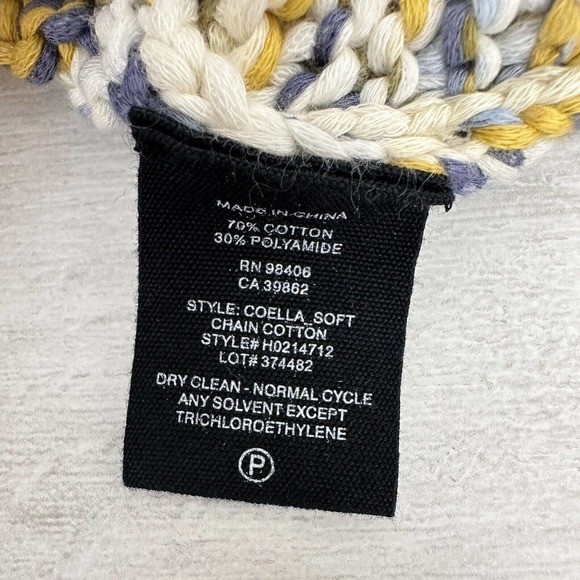 MADE IN CHINA
70% COTTON
30% POLYAMIDE
RN 98406
CA 39862
STYLE: COELLA_SOFT
CHAIN COTTON
STYLE# H0214712
LOT# 374482
DRY CLEAN - NORMAL CYCLE
ANY SOLVENT EXCEPT
TRICHLOROETHYLENE
P